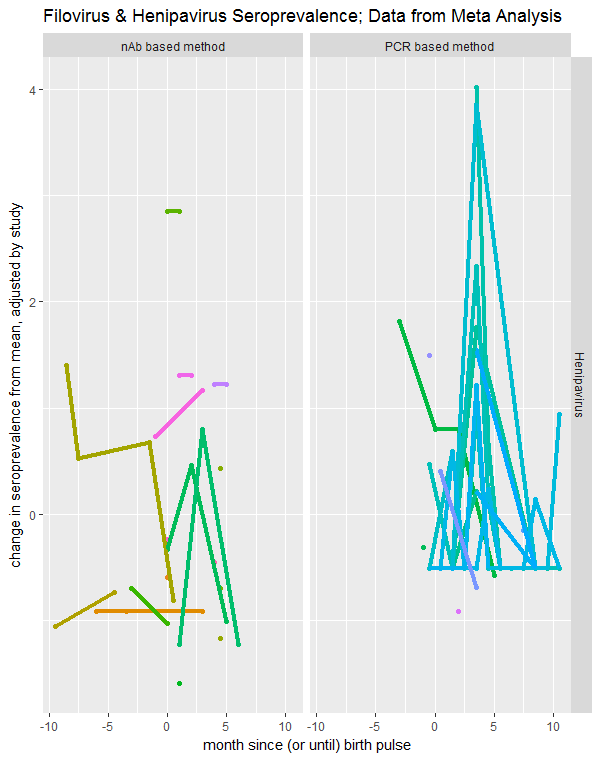 Filovirus & Henipavirus Seroprevalence; Data from Meta Analysis
nAb based method
PCR based method
4
2
0
change in seroprevalence from mean, adjusted by study
Henipavirus
-10 -5 0 5 10
-10 -5 0 5 10
month since (or until) birth pulse